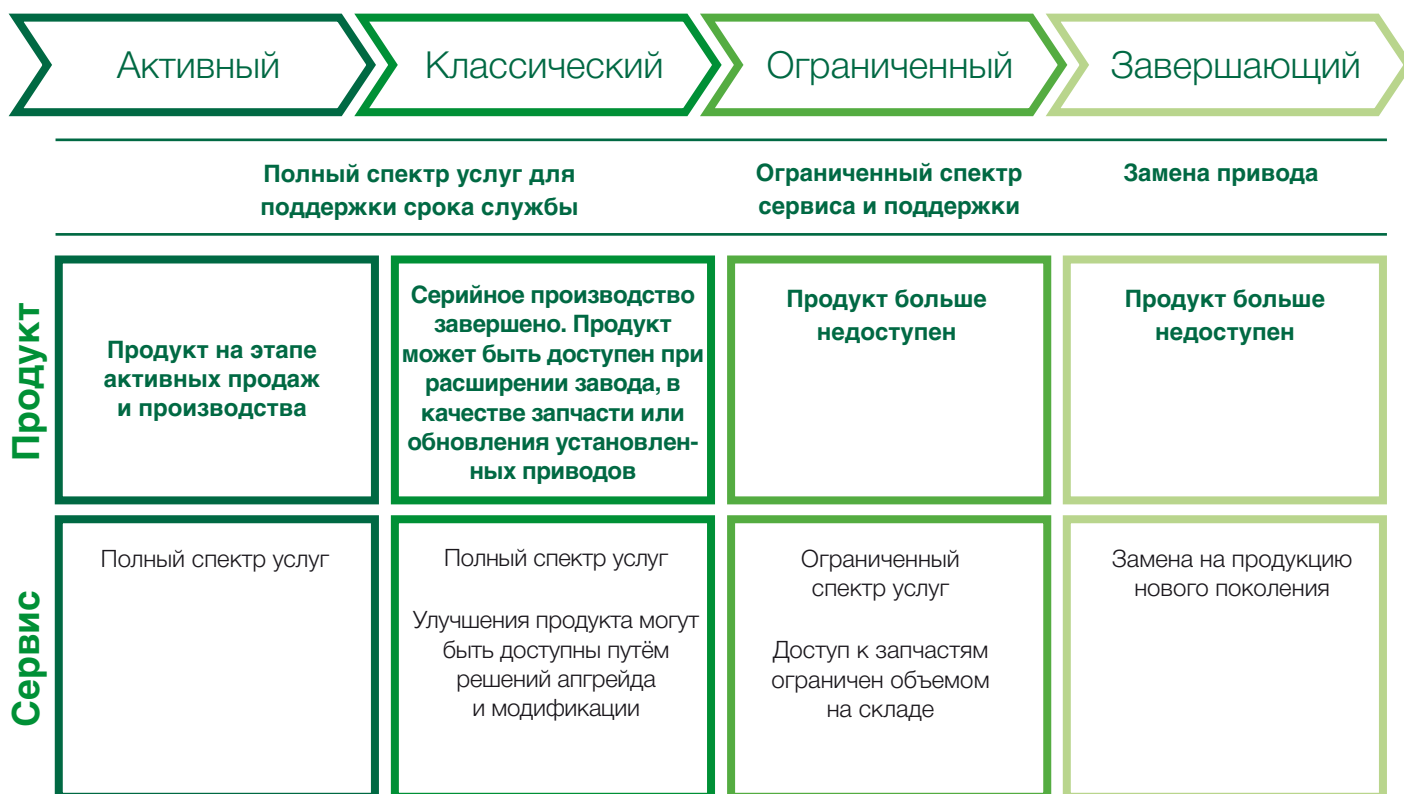 Активный
Классический
Ограниченный
Завершающий
Полный спектр услуг для
поддержки срока службы
Ограниченный спектр
сервиса и поддержки
Замена привода
Продукт
Продукт на этапе
активных продаж
и производства
Серийное производство
завершено. Продукт
может быть доступен при
расширении завода, в
качестве запчасти или
обновления установлен-
ных приводов
Продукт больше
недоступен
Продукт больше
недоступен
Сервис
Полный спектр услуг
Полный спектр услуг
Улучшения продукта могут
быть доступны путём
решений апгрейда
и модификации
Ограниченный
спектр услуг
Доступ к запчастям
ограничен объемом
на складе
Замена на продукцию
нового поколения